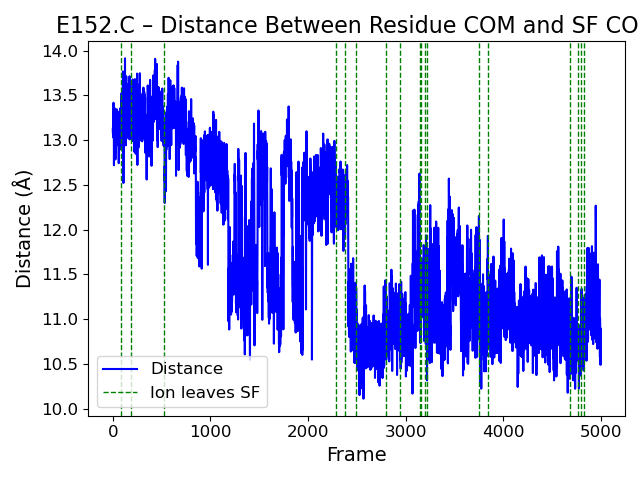 E152.C – Distance Between Residue COM and SF CO
14.0
13.5
13.0
12.5
12.0
11.5
11.0
10.5
10.0
Distance (Å)
Distance
Ion leaves SF
0 1000 2000 3000 4000 5000
Frame